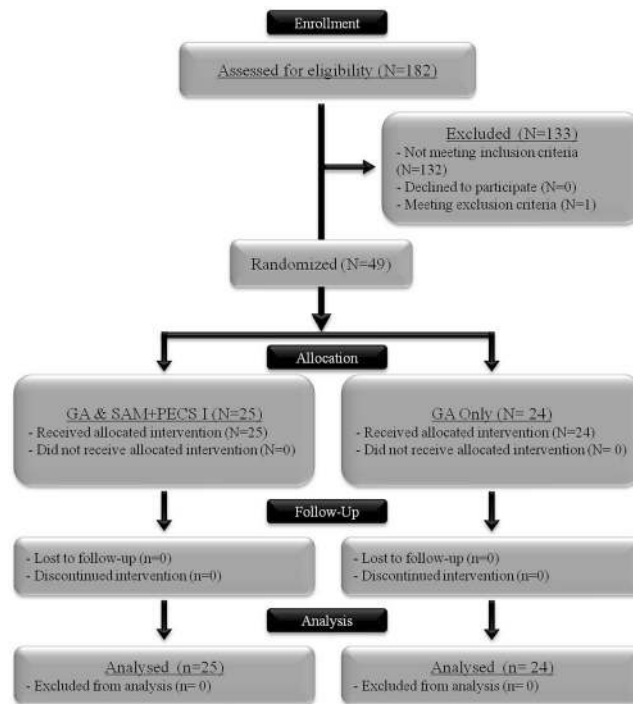 Enrollment
Assessed for eligibility (N=182)
Excluded (N=133)
- Not meeting inclusion criteria
(N=132)
- Declined to participate (N=0)
- Meeting exclusion criteria (N=1)
Randomized (N=49)
Allocation
GA & SAM+PECS I (N=25)
- Received allocated intervention (N=25)
- Did not receive allocated intervention (N=0)
GA Only (N= 24)
- Received allocated intervention (N=24)
- Did not receive allocated intervention (N= 0)
Follow-Up
- Lost to follow-up (n=0)
- Discontinued intervention (n=0)
- Lost to follow-up (n=0)
- Discontinued intervention (n=0)
Analysis
Analysed (n=25)
- Excluded from analysis (n= 0)
Analysed (n= 24)
- Excluded from analysis (n= 0)